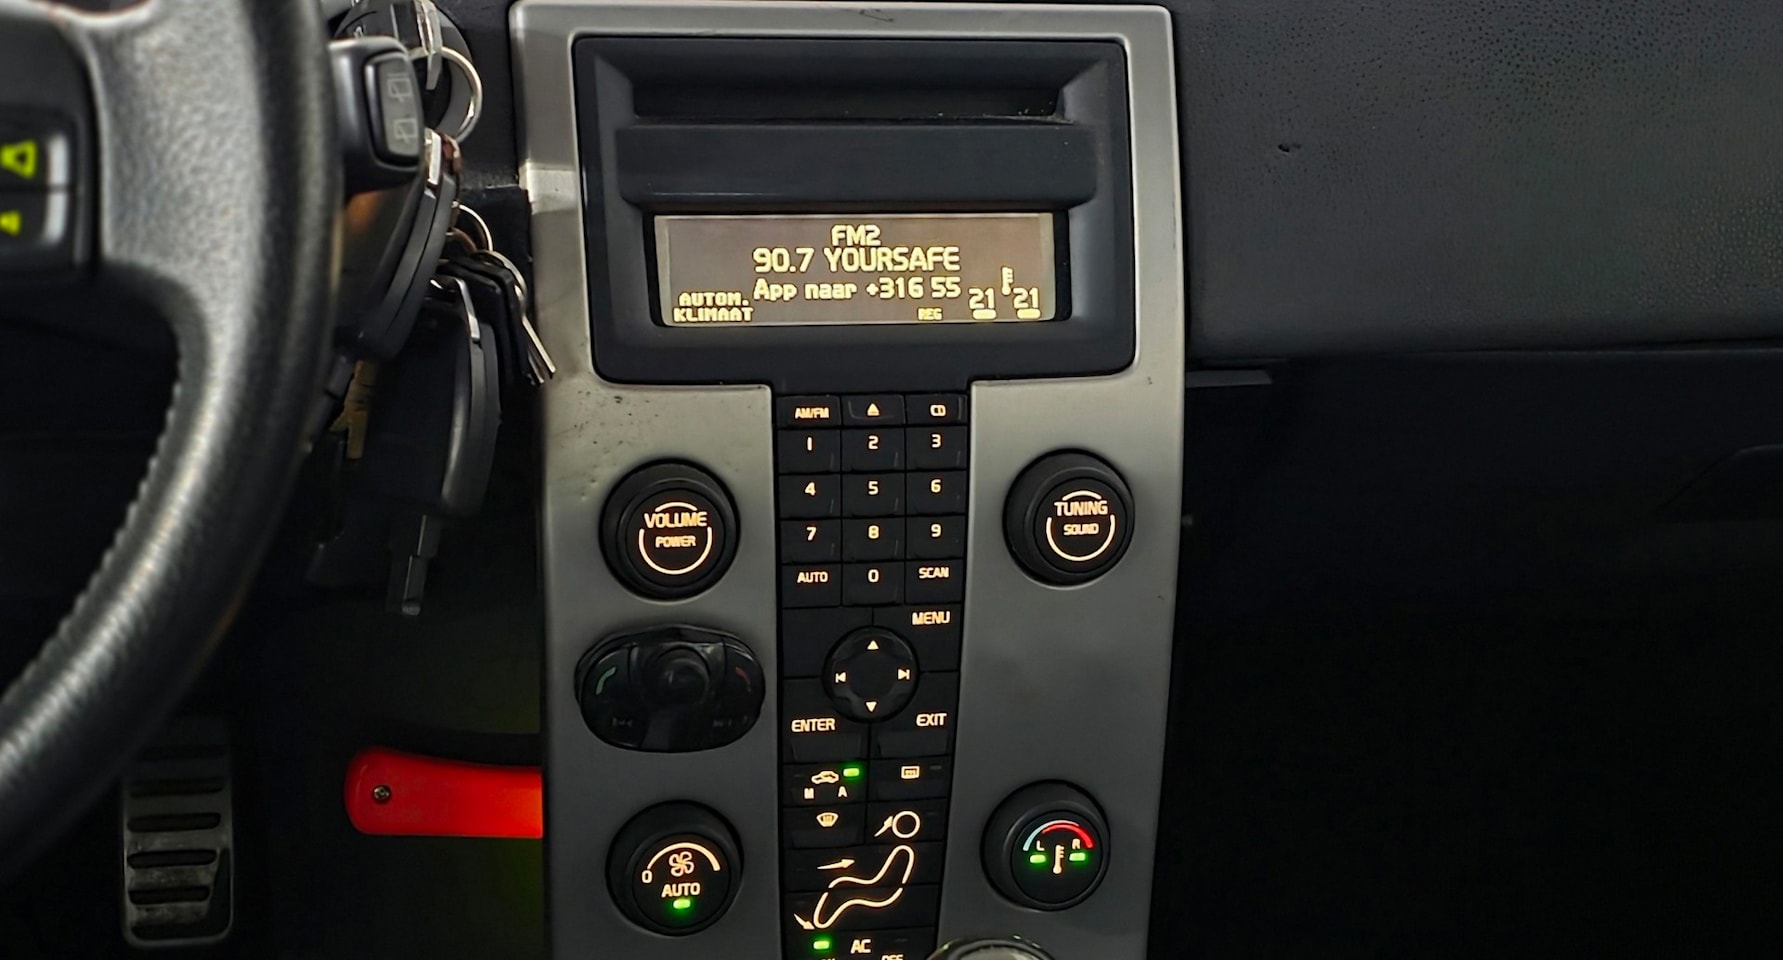 FM2
90.7 YOURSAFE
App naar +316 55
AUTOM.
KLIMAAT
REG
21 21
AM/FM
CD
1 2 3
4 5 6
7 8 9
AUTO 0 SCAN
VOLUME
POWER
TUNING
SOUND
MENU
ENTER
EXIT
M A
0
AUTO
L R
AC